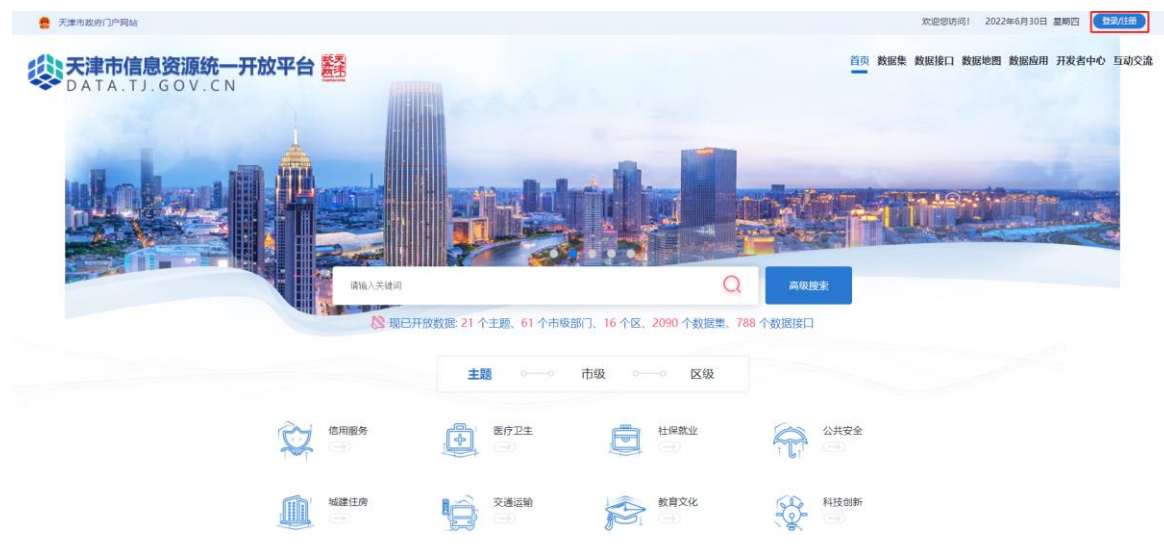 天津市政府门户网站
欢迎您访问! 2022年6月30日 星期四 登录/注册
天津市信息资源统一开放平台
DATA.TJ.GOV.CN
首页 数据集 数据接口 数据地图 数据应用 开发者中心 互动交流
请输入关键词
高级搜索
现已开放数据: 21 个主题、61 个市级部门、16 个区、2090 个数据集、788 个数据接口
主题 市级 区级
信用服务 医疗卫生 社保就业 公共安全
城建住房 交通运输 教育文化 科技创新